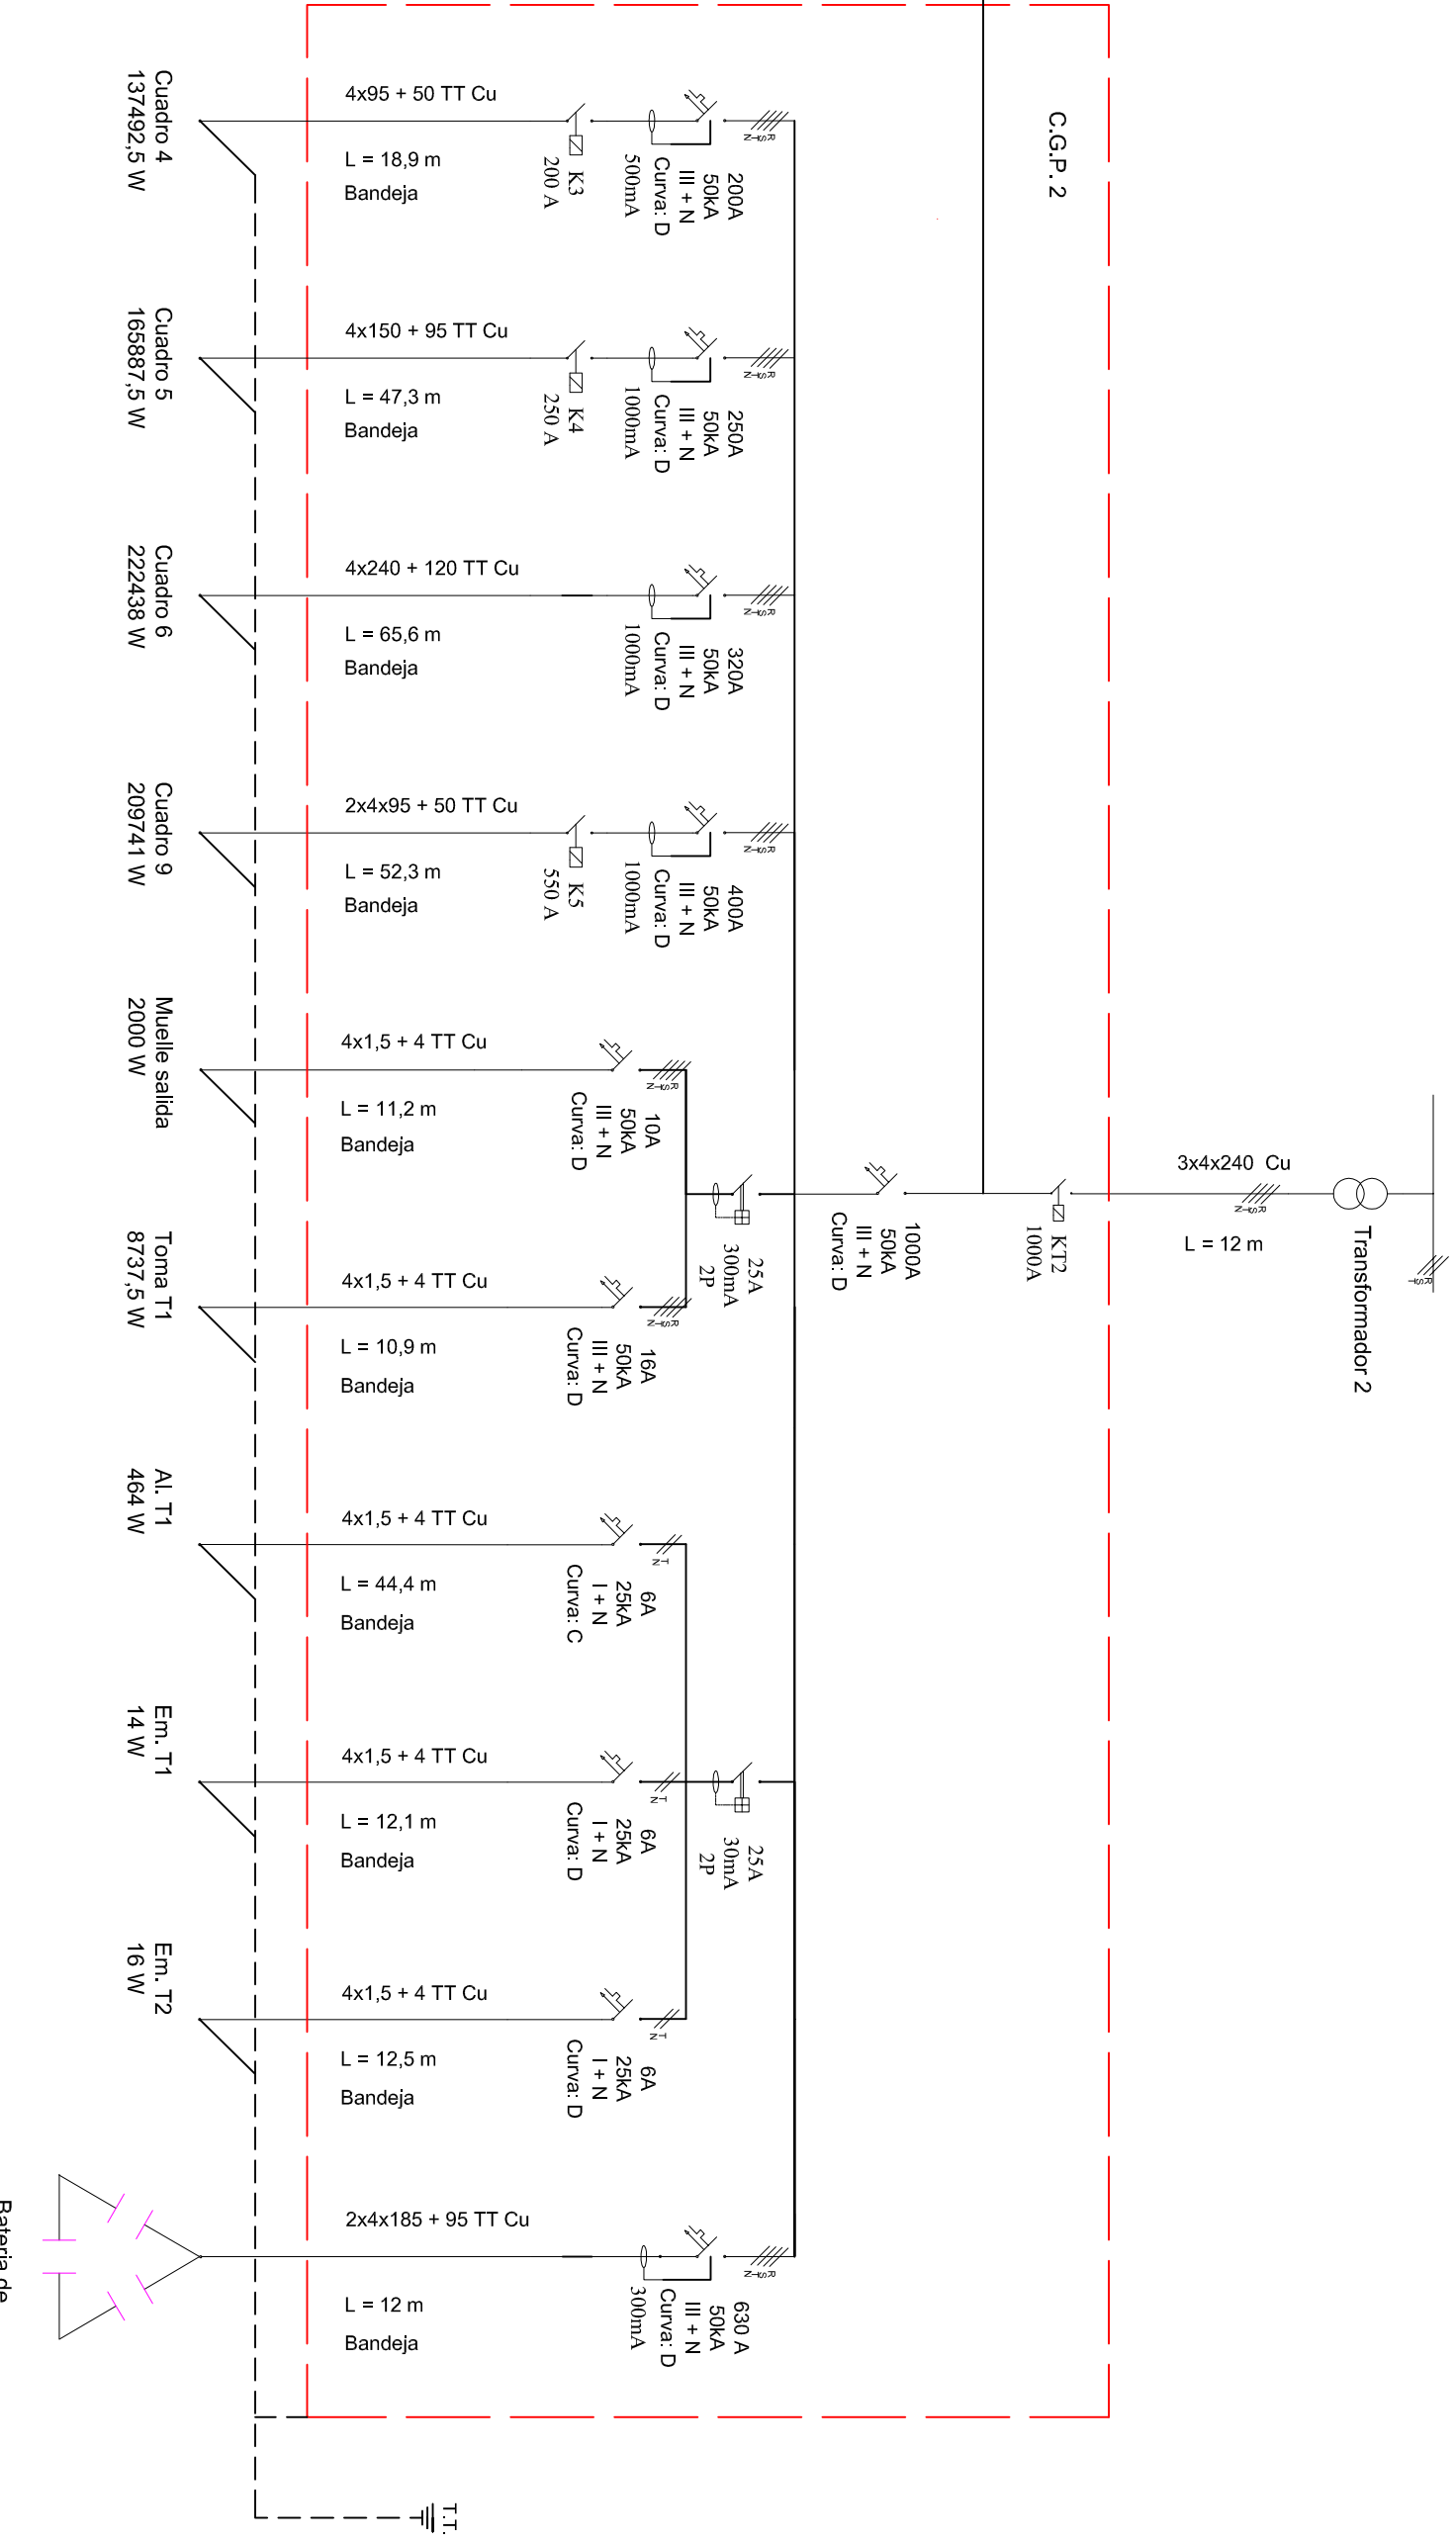 C.G.P. 2
Transformador 2
3x4x240 Cu
L = 12 m
R
S
T
R
S
T
N
KT2
1000A
1000A
50kA
III + N
Curva: D
R
S
T
N
200A
50kA
III + N
Curva: D
500mA
K3
200 A
4x95 + 50 TT Cu
L = 18,9 m
Bandeja
Cuadro 4
137492,5 W
R
S
T
N
250A
50kA
III + N
Curva: D
1000mA
K4
250 A
4x150 + 95 TT Cu
L = 47,3 m
Bandeja
Cuadro 5
165887,5 W
R
S
T
N
320A
50kA
III + N
Curva: D
1000mA
4x240 + 120 TT Cu
L = 65,6 m
Bandeja
Cuadro 6
222438 W
R
S
T
N
400A
50kA
III + N
Curva: D
1000mA
K5
550 A
2x4x95 + 50 TT Cu
L = 52,3 m
Bandeja
Cuadro 9
209741 W
25A
300mA
2P
R
S
T
N
10A
50kA
III + N
Curva: D
4x1,5 + 4 TT Cu
L = 11,2 m
Bandeja
Muelle salida
2000 W
R
S
T
N
16A
50kA
III + N
Curva: D
4x1,5 + 4 TT Cu
L = 10,9 m
Bandeja
Toma T1
8737,5 W
25A
30mA
2P
T
N
6A
25kA
I + N
Curva: C
4x1,5 + 4 TT Cu
L = 44,4 m
Bandeja
Al. T1
464 W
T
N
6A
25kA
I + N
Curva: D
4x1,5 + 4 TT Cu
L = 12,1 m
Bandeja
Em. T1
14 W
T
N
6A
25kA
I + N
Curva: D
4x1,5 + 4 TT Cu
L = 12,5 m
Bandeja
Em. T2
16 W
R
S
T
N
630 A
50kA
III + N
Curva: D
300mA
2x4x185 + 95 TT Cu
L = 12 m
Bandeja
Bateria de
T.T.